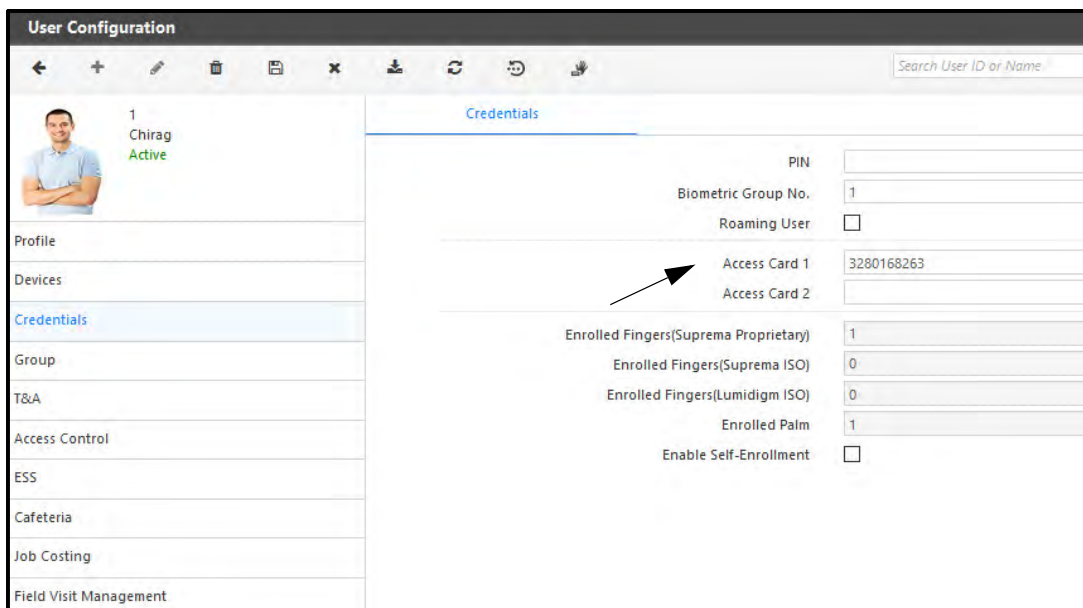 User Configuration
Search User ID or Name
1
Chirag
Active
Profile
Devices
Credentials
Group
T&A
Access Control
ESS
Cafeteria
Job Costing
Field Visit Management
Credentials
PIN
Biometric Group No. 1
Roaming User
Access Card 1 3280168263
Access Card 2
Enrolled Fingers(Suprema Proprietary) 1
Enrolled Fingers(Suprema ISO) 0
Enrolled Fingers(Lumidigm ISO) 0
Enrolled Palm 1
Enable Self-Enrollment